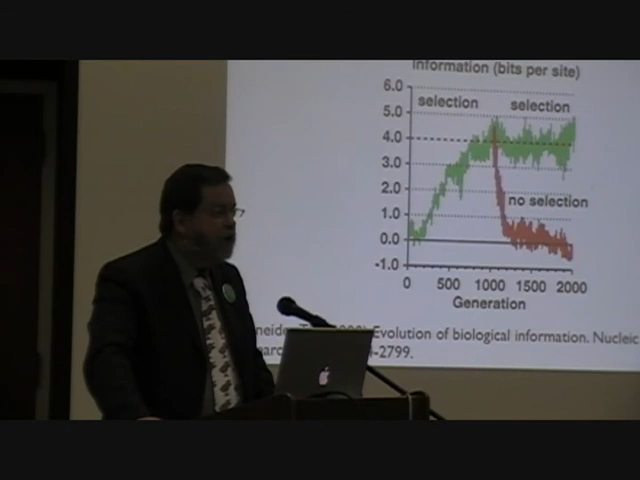 Information (bits per site)
6.0
selection selection
5.0
4.0
3.0
2.0
no selection
1.0
0.0
-1.0
0 500 1000 1500 2000
Generation
Evolution of biological information. Nucleic
-2799.